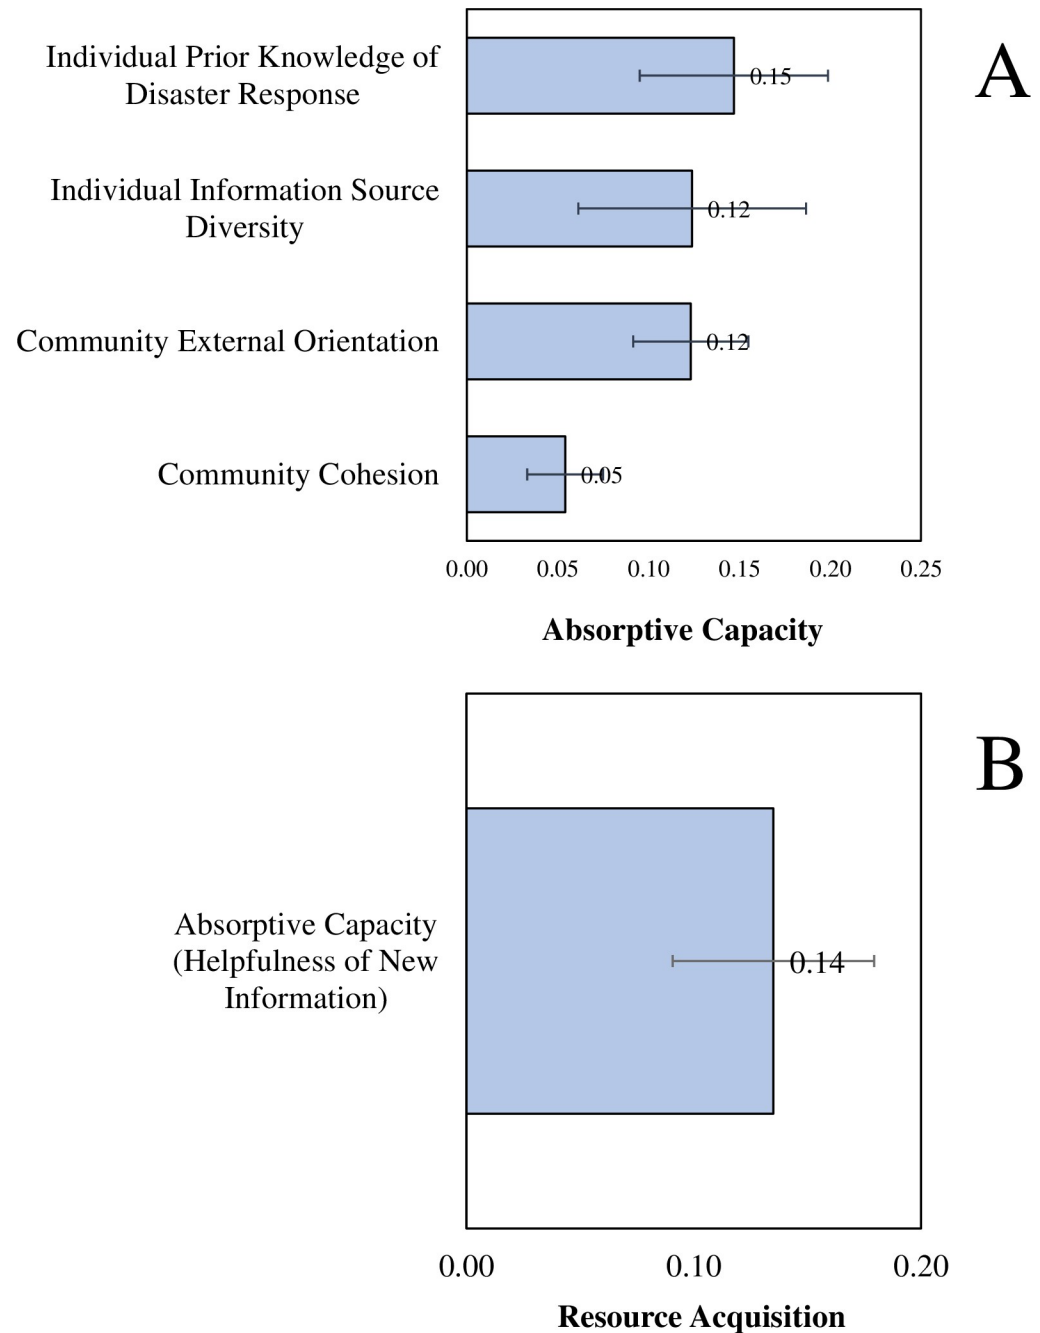 A
Individual Prior Knowledge of
Disaster Response
0.15
Individual Information Source
Diversity
0.12
Community External Orientation
0.12
Community Cohesion
0.05
0.00 0.05 0.10 0.15 0.20 0.25
Absorptive Capacity
B
Absorptive Capacity
(Helpfulness of New
Information)
0.14
0.00 0.10 0.20
Resource Acquisition